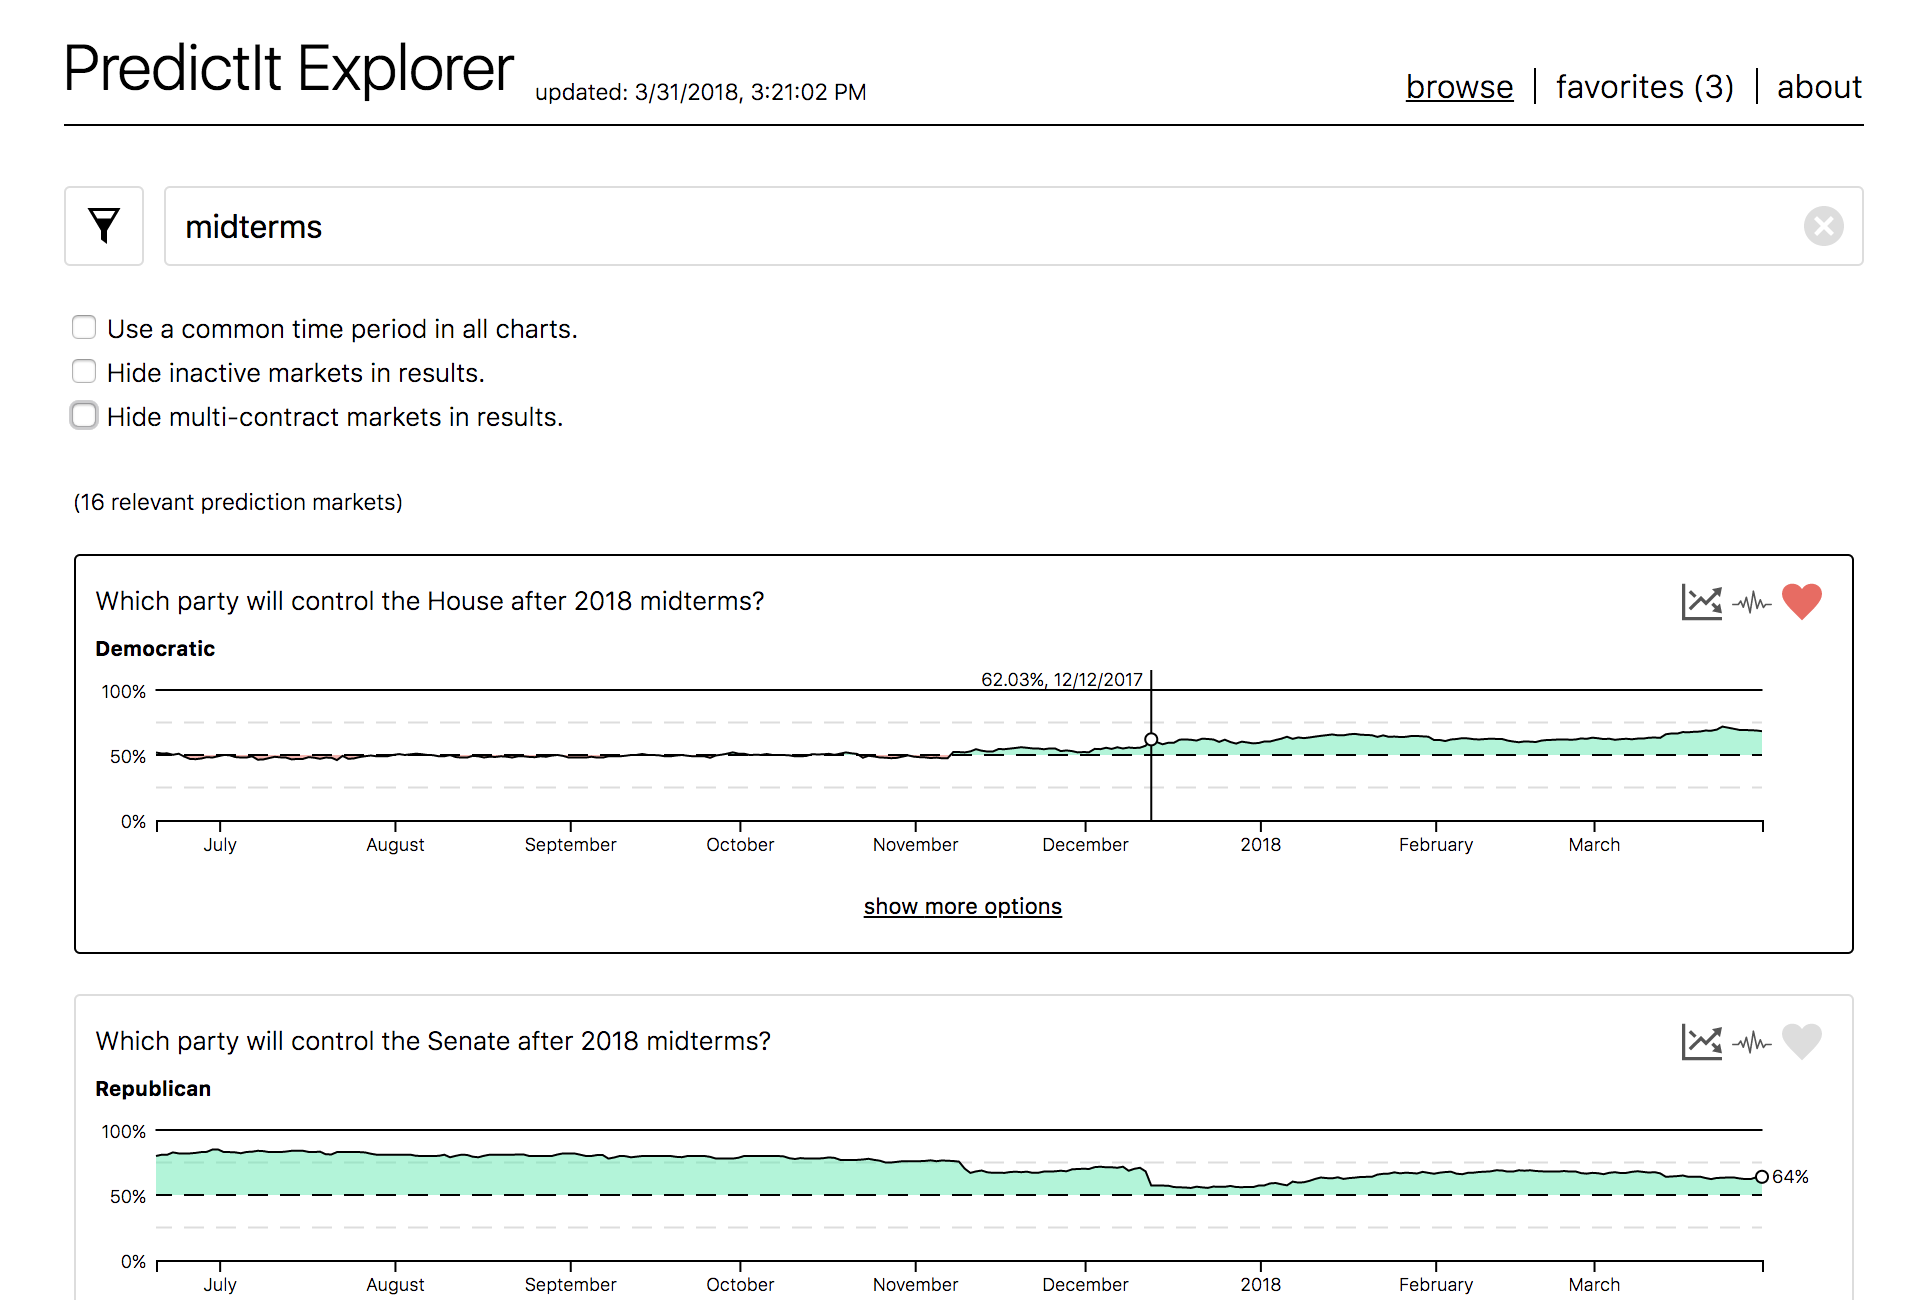 PredictIt Explorer updated: 3/31/2018, 3:21:02 PM browse favorites (3) about
midterms
Use a common time period in all charts.
Hide inactive markets in results.
Hide multi-contract markets in results.
(16 relevant prediction markets)
Which party will control the House after 2018 midterms?
Democratic
62.03%, 12/12/2017
100%
50%
0%
July August September October November December 2018 February March
show more options
Which party will control the Senate after 2018 midterms?
Republican
100%
64%
50%
0%
July August September October November December 2018 February March